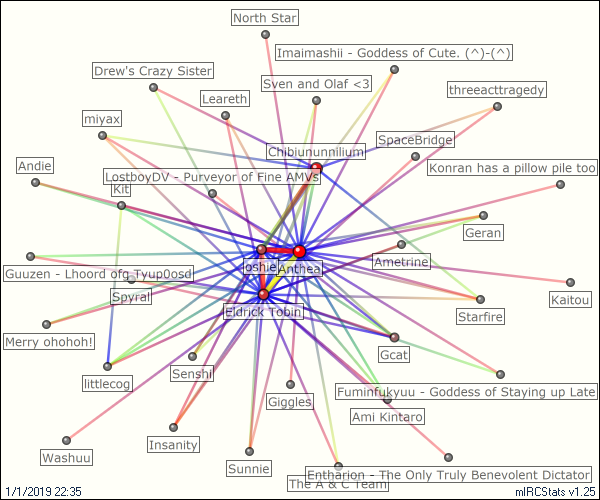 North Star
Imaimashii - Goddess of Cute. (^)-(^)
Drew's Crazy Sister
Sven and Olaf <3
threeacttragedy
Leareth
miyax
SpaceBridge
Chibiununnilium
Andie
LostboyDV - Purveyor of Fine AMVs
Konran has a pillow pile too
Kit
Geran
Ametrine
Guuzen - Lhoord ofg Tyup0osd
oshie
Anthea
Spyral
Kaitou
Eldrick Tobin
Starfire
Merry ohohoh!
Gcat
Senshi
littlecog
Fuminfukyuu - Goddess of Staying up Late
Giggles
Ami Kintaro
Insanity
Washuu
Sunnie
Entharion - The Only Truly Benevolent Dictator
The A & C Team
1/1/2019 22:35
mIRCStats v1.25